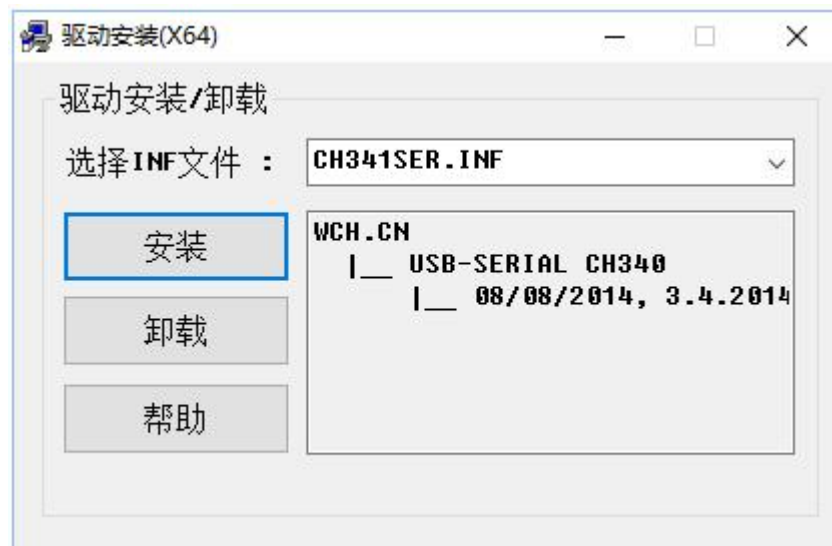 驱动安装(X64)
驱动安装/卸载
选择INF文件 :
CH341SER.INF
安装
卸载
帮助
WCH.CN
|__ USB-SERIAL CH340
|__ 08/08/2014, 3.4.2014